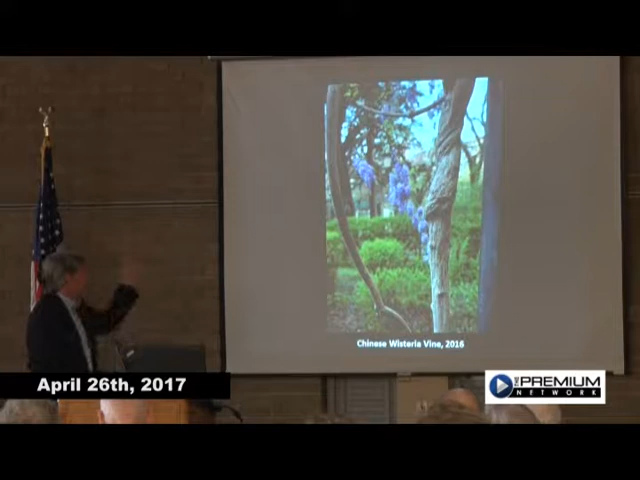 Chinese Wisteria Vine, 2016
April 26th, 2017
THE PREMIUM
NETWORK